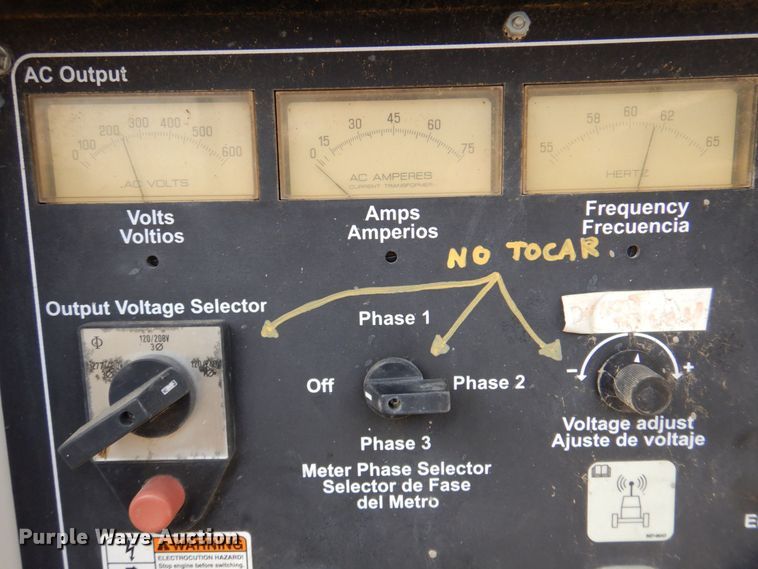 AC Output
0 100 200 300 400 500 600
AC VOLTS
0 15 30 45 60 75
AC AMPERES
CURRENT TRANSFORMER
55 58 60 62 65
HERTZ
Volts
Voltios
Amps
Amperios
Frequency
Frecuencia
NO TOCAR.
Output Voltage Selector
120/208V
3Ø
Phase 1
Off
Phase 2
Phase 3
Meter Phase Selector
Selector de Fase
del Metro
- +
Voltage adjust
Ajuste de voltaje
WARNING
ELECTROCUTION HAZARD!
Stop engine before switching.
Purple Wave Auction